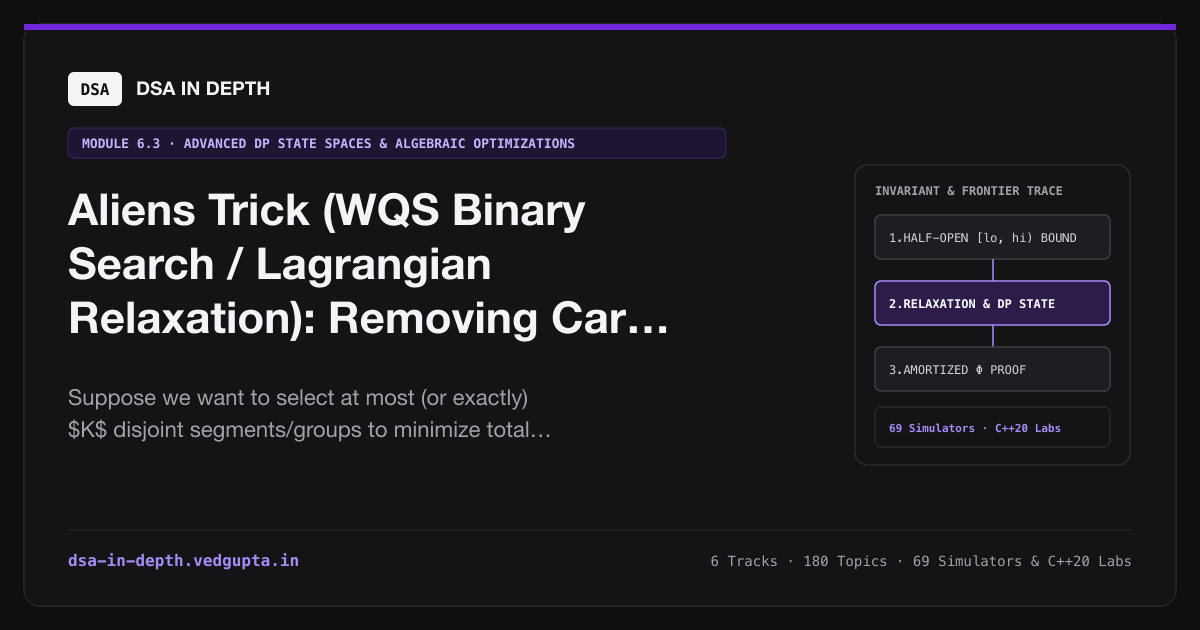 DSA
DSA IN DEPTH
MODULE 6.3 · ADVANCED DP STATE SPACES & ALGEBRAIC OPTIMIZATIONS
Aliens Trick (WQS Binary
Search / Lagrangian
Relaxation): Removing Car…
Suppose we want to select at most (or exactly)
$K$ disjoint segments/groups to minimize total…
INVARIANT & FRONTIER TRACE
1.HALF-OPEN [lo, hi) BOUND
2.RELAXATION & DP STATE
3.AMORTIZED Φ PROOF
69 Simulators · C++20 Labs
dsa-in-depth.vedgupta.in
6 Tracks · 180 Topics · 69 Simulators & C++20 Labs